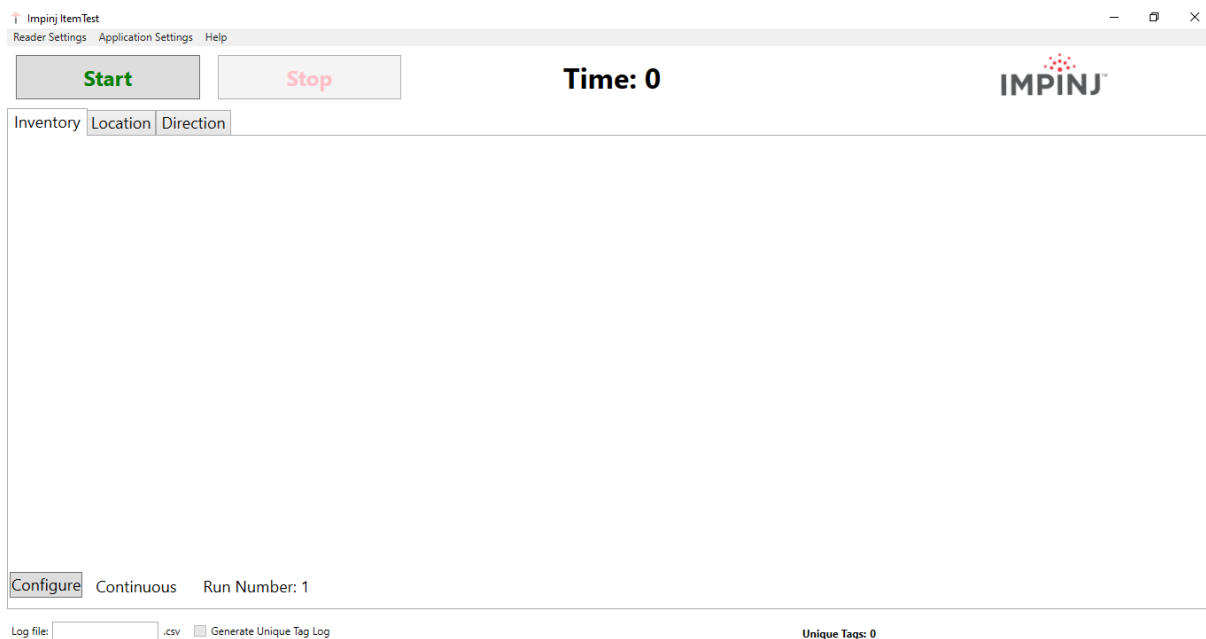 Impinj ItemTest
Reader Settings Application Settings Help
Start Stop Time: 0 IMPINJ™
Inventory Location Direction
Configure Continuous Run Number: 1
Log file: .csv Generate Unique Tag Log Unique Tags: 0